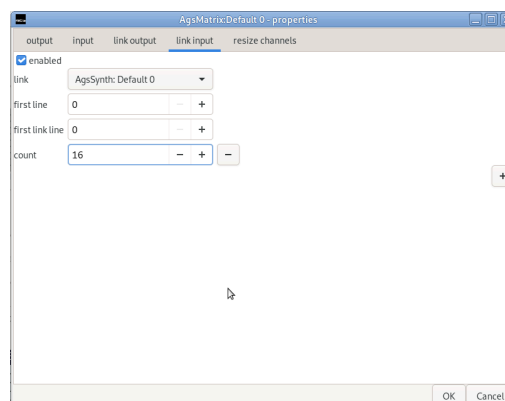 AgsMatrix:Default 0 - properties
output input link output link input resize channels
enabled
link AgsSynth: Default 0
first line 0 − +
first link line 0 − +
count 16 − + −
+
OK Cancel